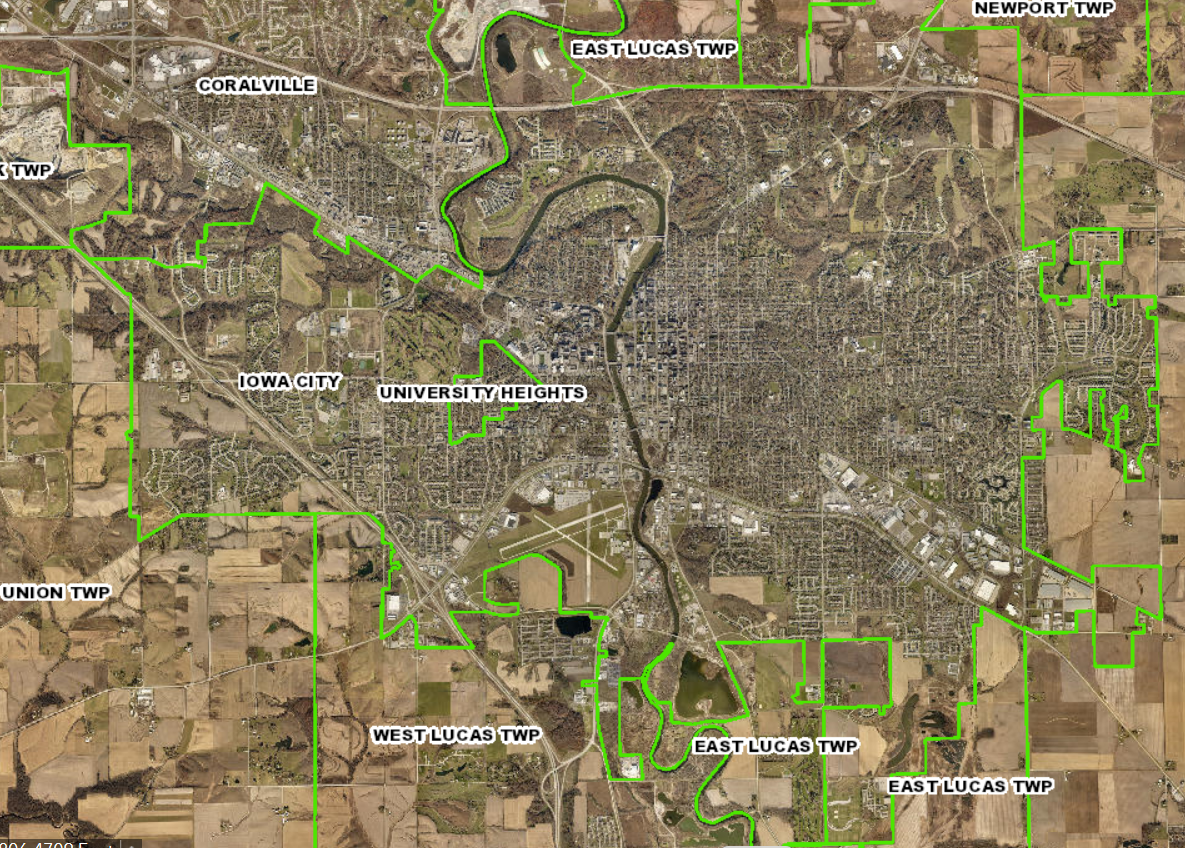 NEWPORT TWP
EAST LUCAS TWP
CORALVILLE
K TWP
IOWA CITY
UNIVERSITY HEIGHTS
UNION TWP
WEST LUCAS TWP
EAST LUCAS TWP
EAST LUCAS TWP